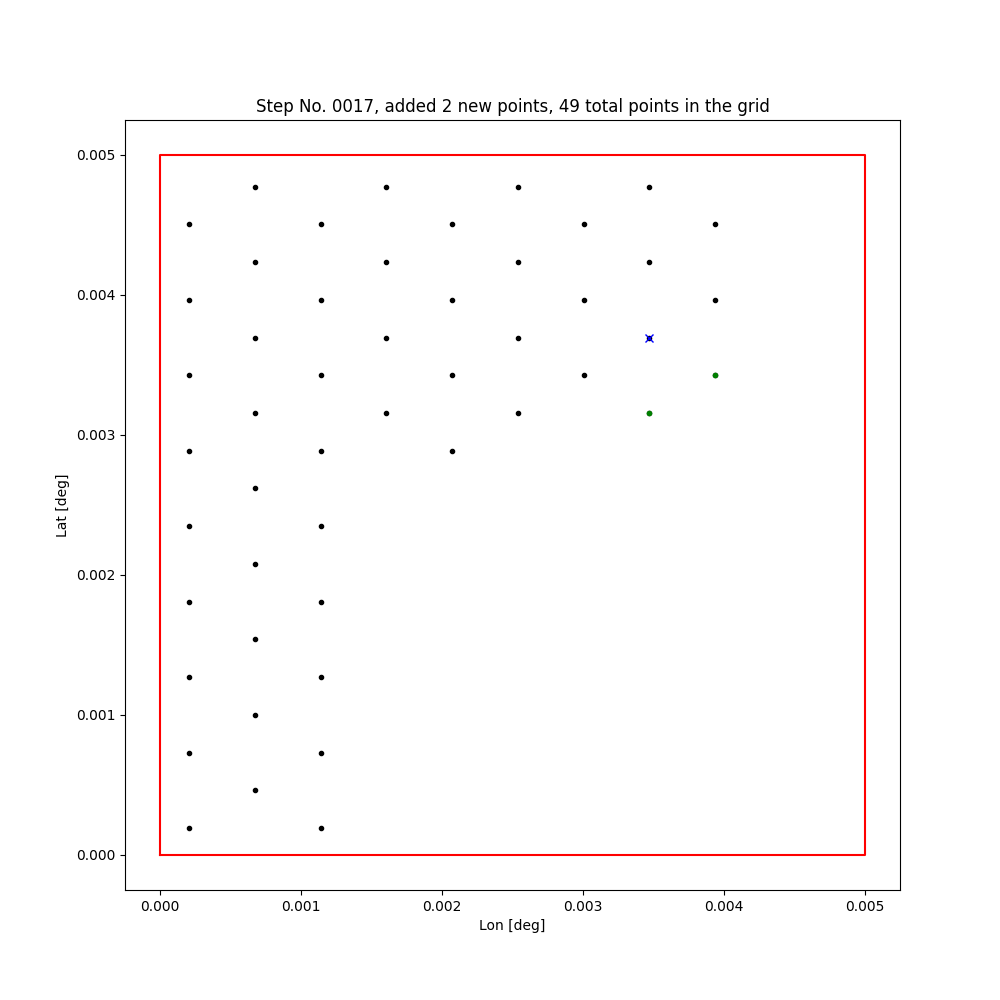 Step No. 0017, added 2 new points, 49 total points in the grid
0.005
0.004
0.003
0.002
0.001
0.000
Lat [deg]
0.000 0.001 0.002 0.003 0.004 0.005
Lon [deg]